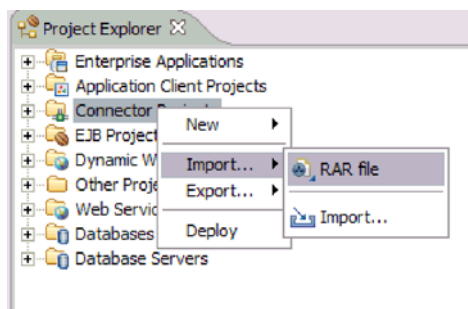 Project Explorer
Enterprise Applications
Application Client Projects
Connector
EJB Project
Dynamic W
Other Proje
Web Servic
Databases
Database Servers
New
Import...
Export...
Deploy
RAR file
Import...